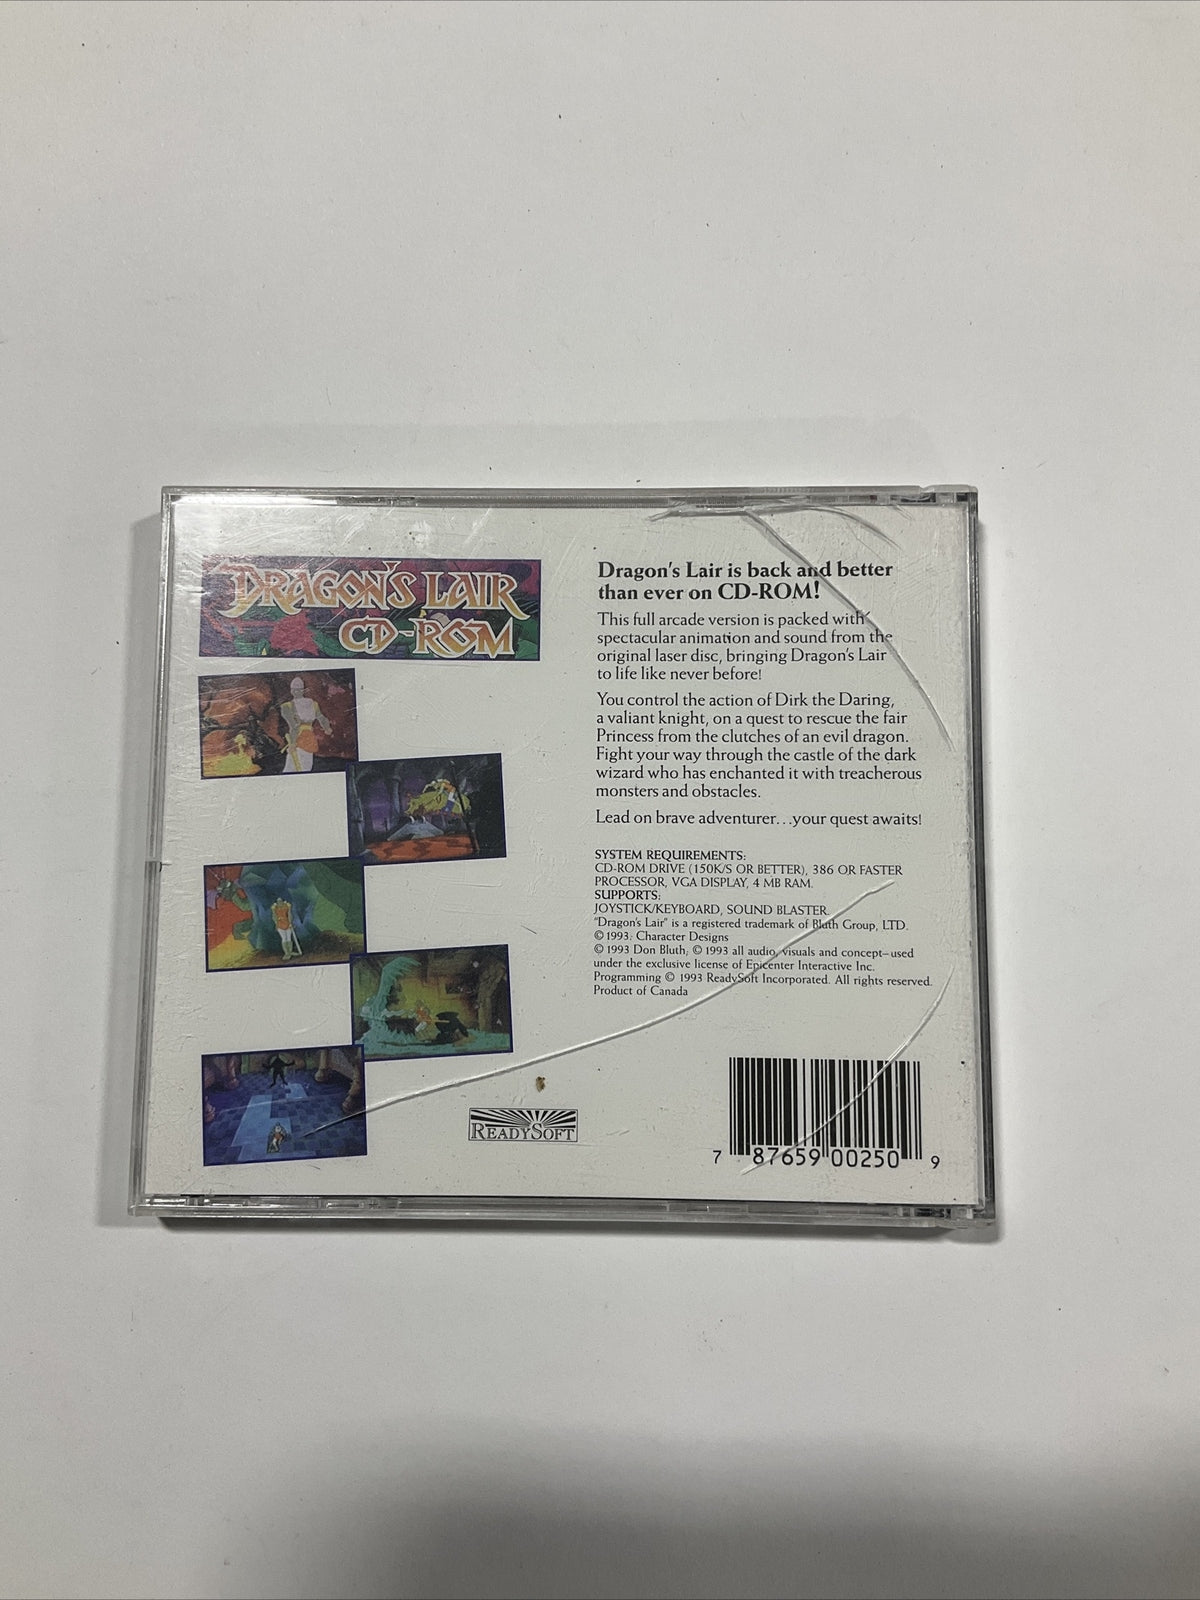 DRAGON'S LAIR
CD-ROM
Dragon's Lair is back and better
than ever on CD-ROM!
This full arcade version is packed with
spectacular animation and sound from the
original laser disc, bringing Dragon's Lair
to life like never before!
You control the action of Dirk the Daring,
a valiant knight, on a quest to rescue the fair
Princess from the clutches of an evil dragon.
Fight your way through the castle of the dark
wizard who has enchanted it with treacherous
monsters and obstacles.
Lead on brave adventurer...your quest awaits!
SYSTEM REQUIREMENTS:
CD-ROM DRIVE (150K/S OR BETTER), 386 OR FASTER
PROCESSOR, VGA DISPLAY, 4 MB RAM.
SUPPORTS:
JOYSTICK/KEYBOARD, SOUND BLASTER.
"Dragon's Lair" is a registered trademark of Bluth Group, LTD.
© 1993. Character Designs
© 1993 Don Bluth; © 1993 all audio, visuals and concept–used
under the exclusive license of Epicenter Interactive Inc.
Programming © 1993 ReadySoft Incorporated. All rights reserved.
Product of Canada
READYSOFT
7 87659 00250 9